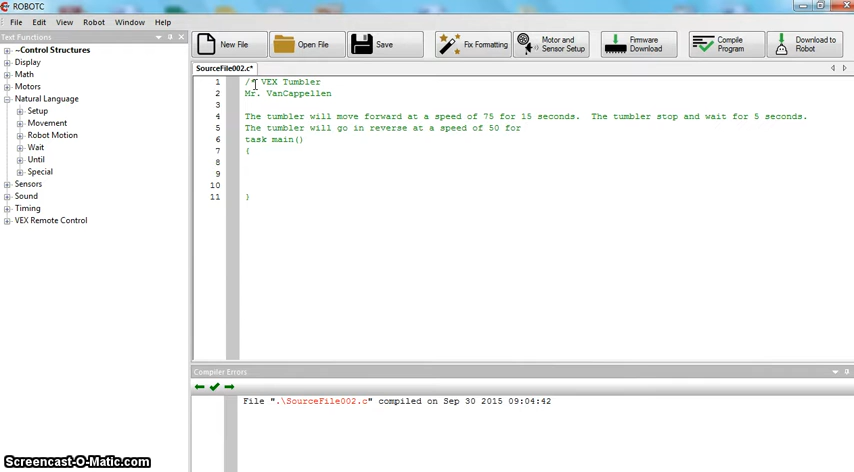 ROBOTC
File Edit View Robot Window Help
Text Functions
New File Open File Save Fix Formatting Motor and Sensor Setup Firmware Download Compile Program Download to Robot
~Control Structures
Display
Math
Motors
Natural Language
Setup
Movement
Robot Motion
Wait
Until
Special
Sensors
Sound
Timing
VEX Remote Control
SourceFile002.c*
1 /* VEX Tumbler
2 Mr. VanCappellen
3
4 The tumbler will move forward at a speed of 75 for 15 seconds.  The tumbler stop and wait for 5 seconds.
5 The tumbler will go in reverse at a speed of 50 for
6 task main()
7 {
8
9
10
11 }
Compiler Errors
File ".\SourceFile002.c" compiled on Sep 30 2015 09:04:42
Screencast-O-Matic.com